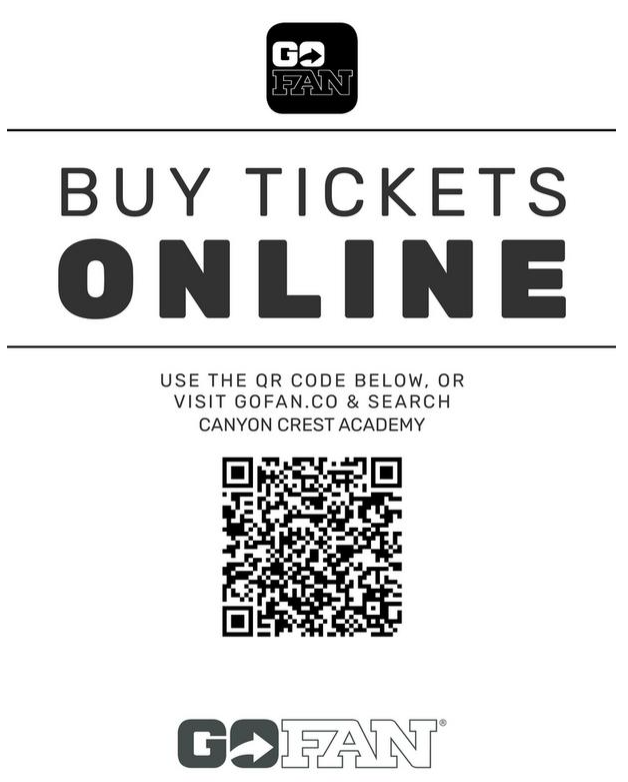 GO
FAN
BUY TICKETS
ONLINE
USE THE QR CODE BELOW, OR
VISIT GOFAN.CO & SEARCH
CANYON CREST ACADEMY
GOFAN®